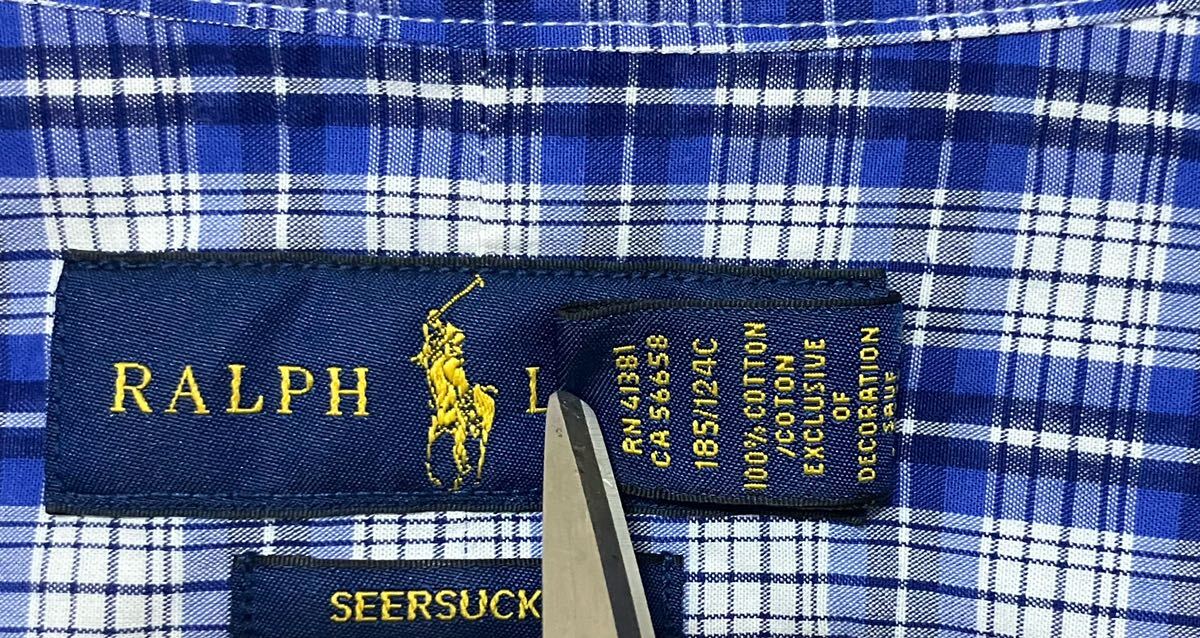 RALPH L
RN 41381
CA 56658
185/124C
100% COTTON
/COTON
EXCLUSIVE
OF
DECORATION
SAUF
SEERSUCK